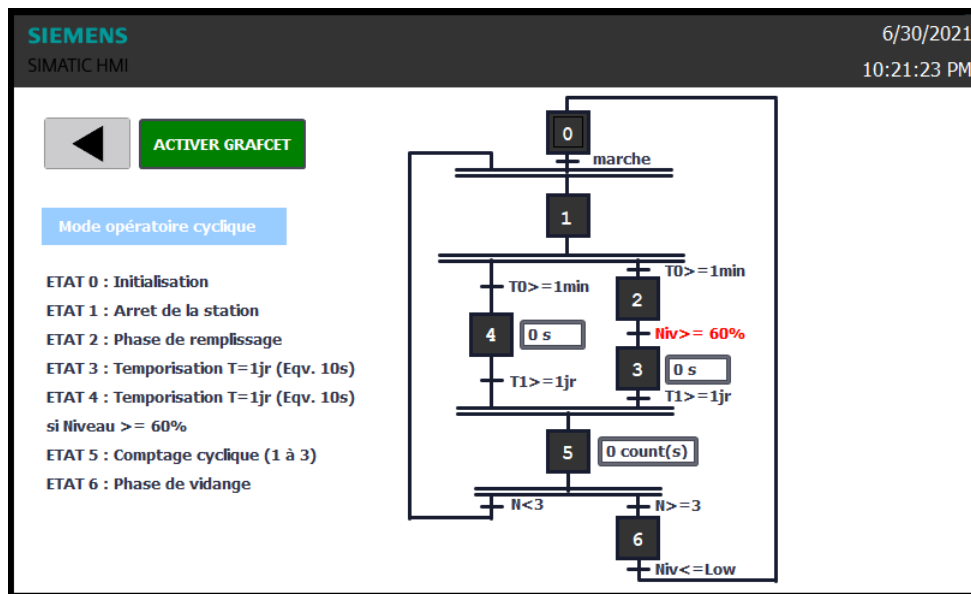 SIEMENS
SIMATIC HMI
6/30/2021
10:21:23 PM
ACTIVER GRAFCET
Mode opératoire cyclique
ETAT 0 : Initialisation
ETAT 1 : Arret de la station
ETAT 2 : Phase de remplissage
ETAT 3 : Temporisation T=1jr (Eqv. 10s)
ETAT 4 : Temporisation T=1jr (Eqv. 10s)
si Niveau >= 60%
ETAT 5 : Comptage cyclique (1 à 3)
ETAT 6 : Phase de vidange
0
marche
1
T0>=1min
T0>=1min
2
4
0 s
Niv>= 60%
3
0 s
T1>=1jr
T1>=1jr
5
0 count(s)
N<3
N>=3
6
Niv<=Low